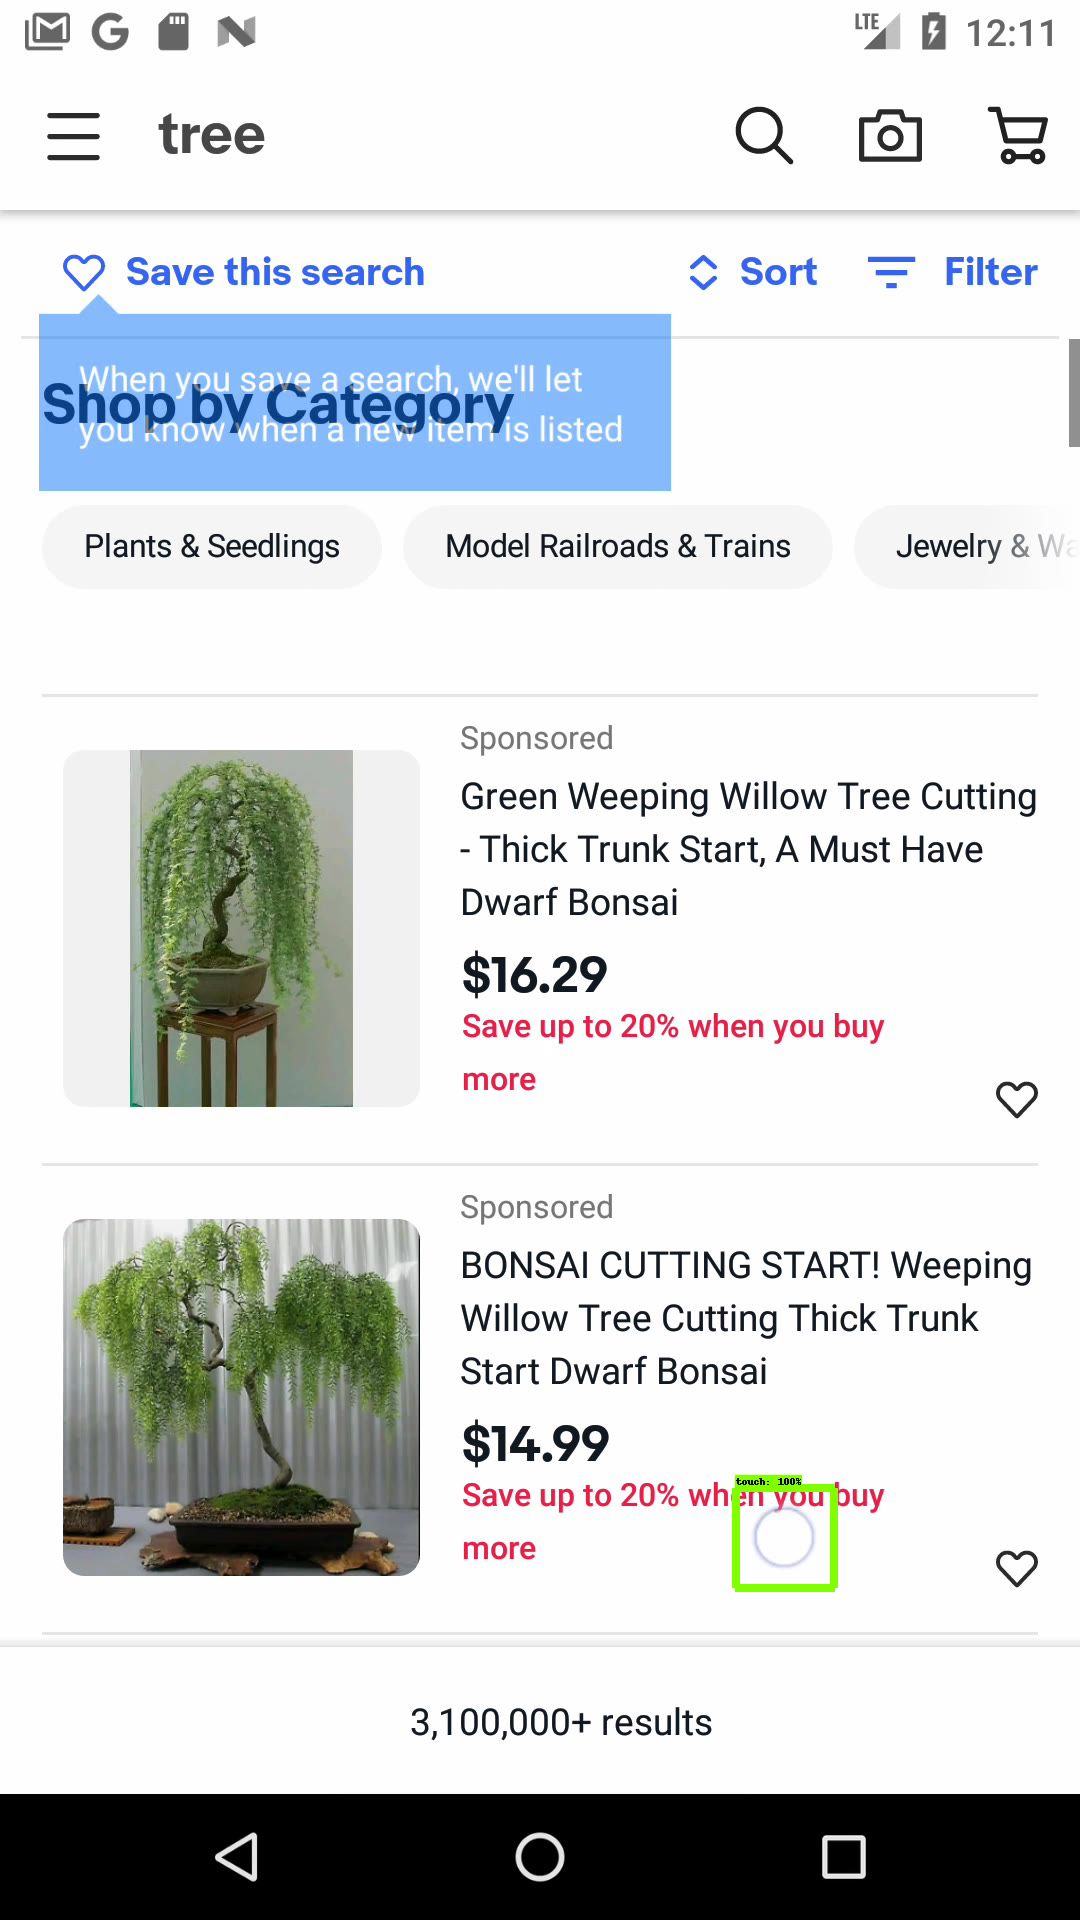 LTE 12:11
tree
Save this search
Sort
Filter
When you save a search, we'll let
you know when a new item is listed
Shop by Category
Plants & Seedlings
Model Railroads & Trains
Jewelry & Wa
Sponsored
Green Weeping Willow Tree Cutting
- Thick Trunk Start, A Must Have
Dwarf Bonsai
$16.29
Save up to 20% when you buy
more
Sponsored
BONSAI CUTTING START! Weeping
Willow Tree Cutting Thick Trunk
Start Dwarf Bonsai
$14.99
touch: 100%
Save up to 20% when you buy
more
3,100,000+ results